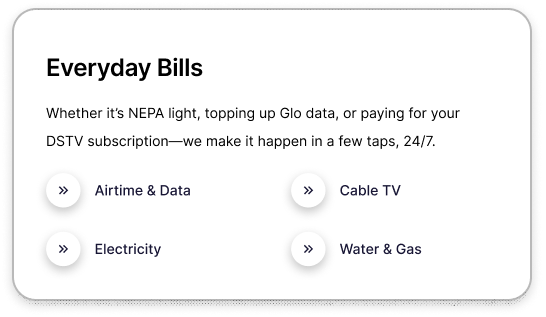 Everyday Bills
Whether it’s NEPA light, topping up Glo data, or paying for your
DSTV subscription—we make it happen in a few taps, 24/7.
» Airtime & Data » Cable TV
» Electricity » Water & Gas